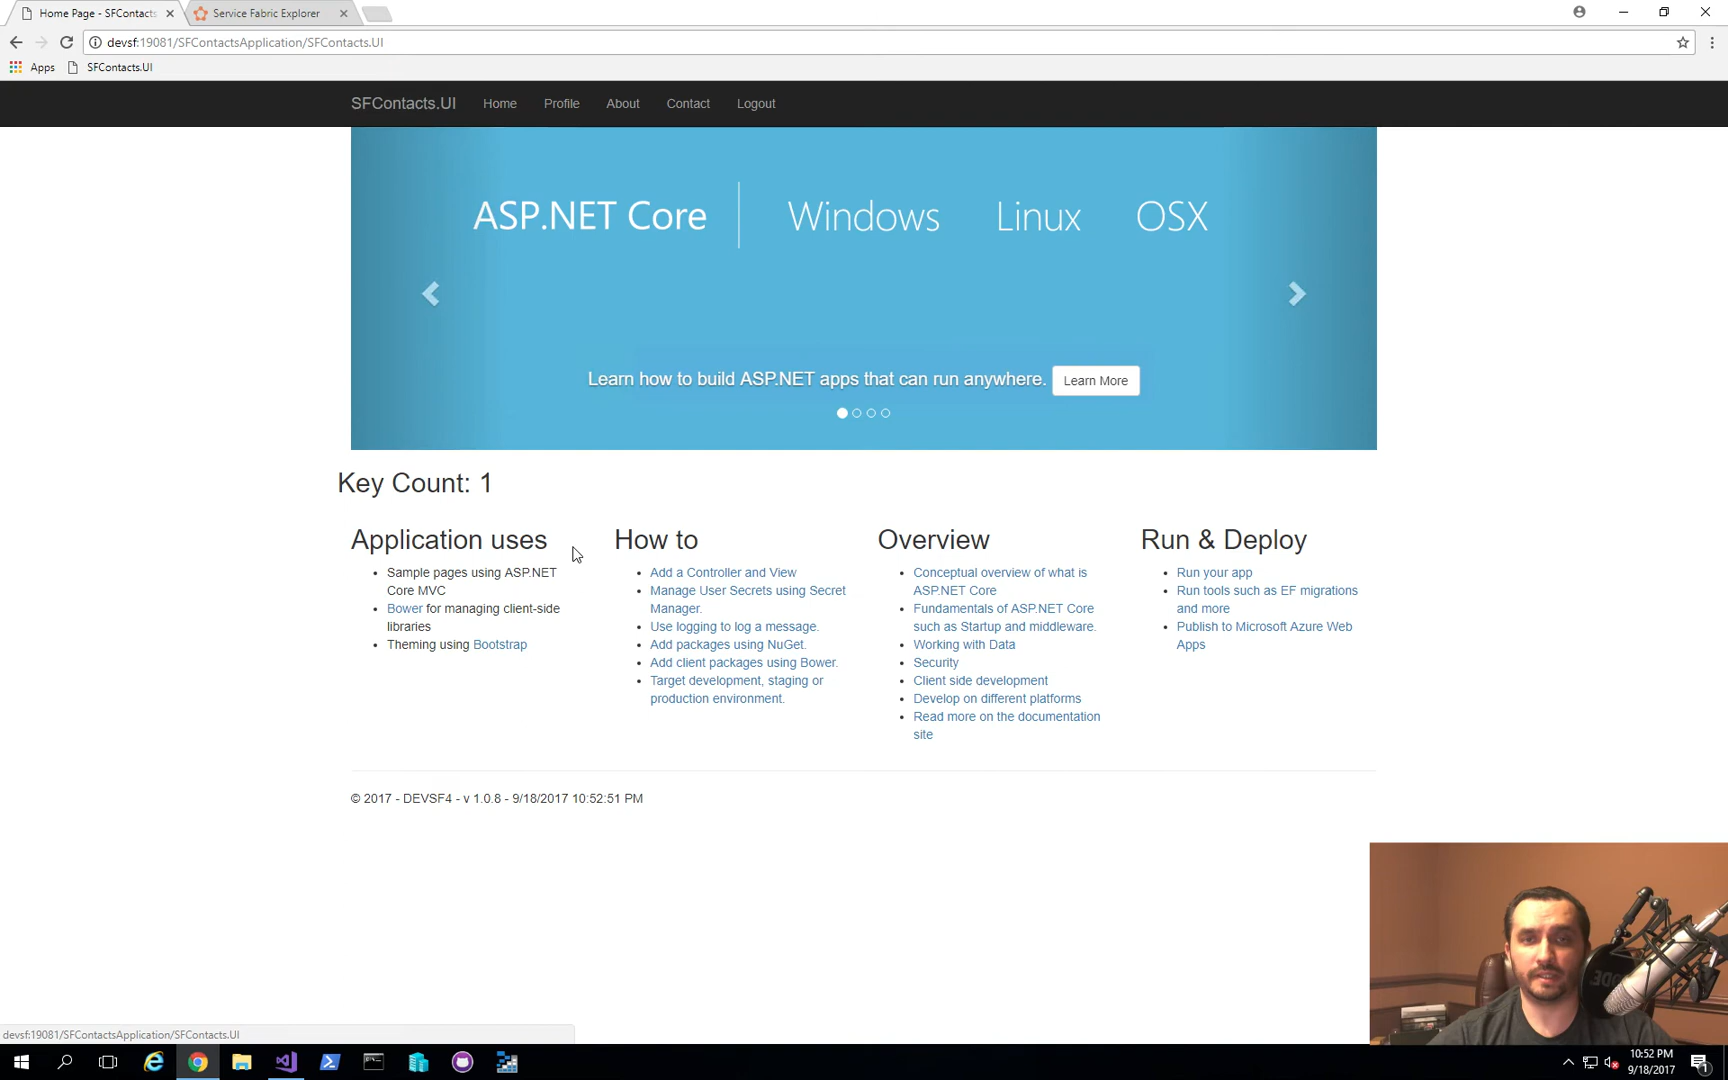 Home Page - SFContacts
Service Fabric Explorer
devsf:19081/SFContactsApplication/SFContacts.UI
Apps
SFContacts.UI
SFContacts.UI Home Profile About Contact Logout
ASP.NET Core Windows Linux OSX
Learn how to build ASP.NET apps that can run anywhere. Learn More
Key Count: 1
Application uses
Sample pages using ASP.NET
Core MVC
Bower for managing client-side
libraries
Theming using Bootstrap
How to
Add a Controller and View
Manage User Secrets using Secret
Manager.
Use logging to log a message.
Add packages using NuGet.
Add client packages using Bower.
Target development, staging or
production environment.
Overview
Conceptual overview of what is
ASP.NET Core
Fundamentals of ASP.NET Core
such as Startup and middleware.
Working with Data
Security
Client side development
Develop on different platforms
Read more on the documentation
site
Run & Deploy
Run your app
Run tools such as EF migrations
and more
Publish to Microsoft Azure Web
Apps
© 2017 - DEVSF4 - v 1.0.8 - 9/18/2017 10:52:51 PM
devsf:19081/SFContactsApplication/SFContacts.UI
10:52 PM
9/18/2017
1